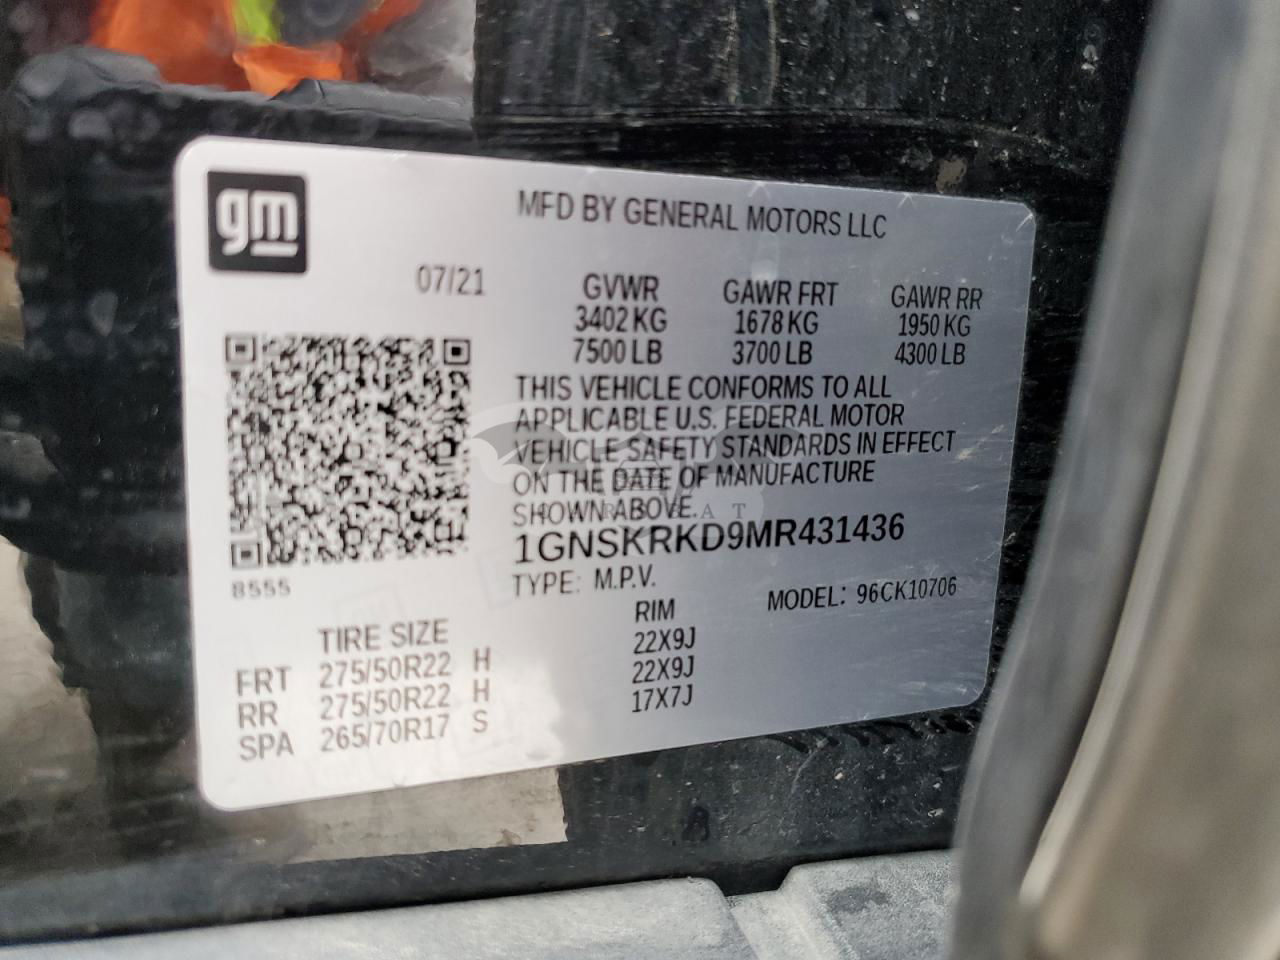 gm
MFD BY GENERAL MOTORS LLC
07/21 GVWR GAWR FRT GAWR RR
3402 KG 1678 KG 1950 KG
7500 LB 3700 LB 4300 LB
THIS VEHICLE CONFORMS TO ALL
APPLICABLE U.S. FEDERAL MOTOR
VEHICLE SAFETY STANDARDS IN EFFECT
ON THE DATE OF MANUFACTURE
SHOWN ABOVE.
1GNSKRKD9MR431436
8555
TYPE: M.P.V. MODEL: 96CK10706
TIRE SIZE RIM
FRT 275/50R22 H 22X9J
RR 275/50R22 H 22X9J
SPA 265/70R17 S 17X7J